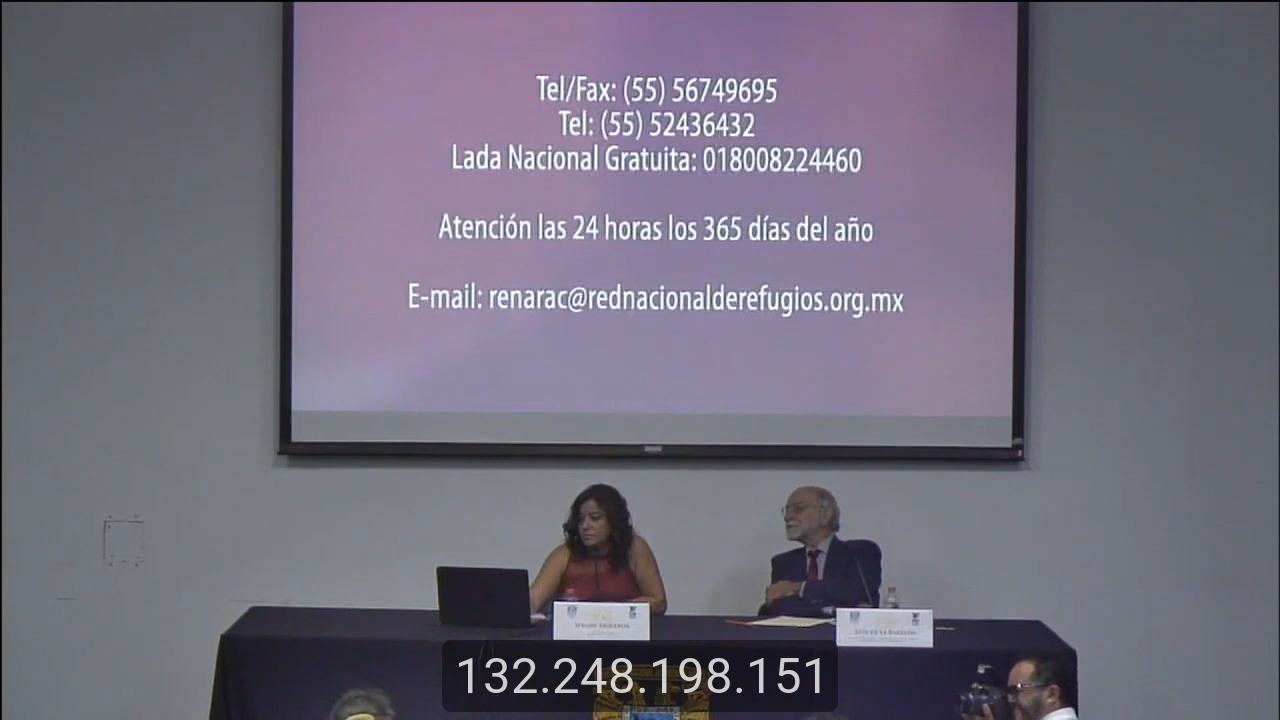 Tel/Fax: (55) 56749695
Tel: (55) 52436432
Lada Nacional Gratuita: 018008224460
Atención las 24 horas los 365 días del año
E-mail: renarac@rednacionalderefugios.org.mx
132.248.198.151